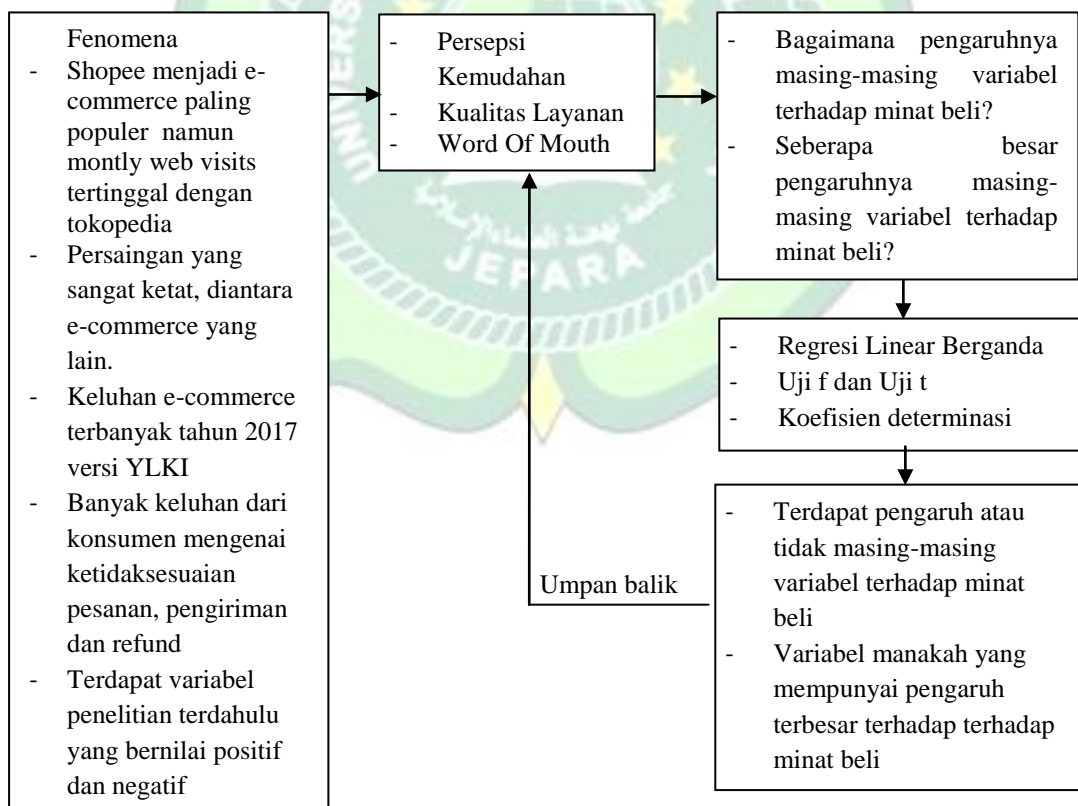 Fenomena
- Shopee menjadi e-
commerce paling
populer namun
montly web visits
tertinggal dengan
tokopedia
- Persaingan yang
sangat ketat, diantara
e-commerce yang
lain.
- Keluhan e-commerce
terbanyak tahun 2017
versi YLKI
- Banyak keluhan dari
konsumen mengenai
ketidaksesuaian
pesanan, pengiriman
dan refund
- Terdapat variabel
penelitian terdahulu
yang bernilai positif
dan negatif
- Persepsi
Kemudahan
- Kualitas Layanan
- Word Of Mouth
- Bagaimana pengaruhnya
masing-masing variabel
terhadap minat beli?
- Seberapa besar
pengaruhnya masing-
masing variabel terhadap
minat beli?
- Regresi Linear Berganda
- Uji f dan Uji t
- Koefisien determinasi
- Terdapat pengaruh atau
tidak masing-masing
variabel terhadap minat
beli
- Variabel manakah yang
mempunyai pengaruh
terbesar terhadap terhadap
minat beli
Umpan balik
JEPARA